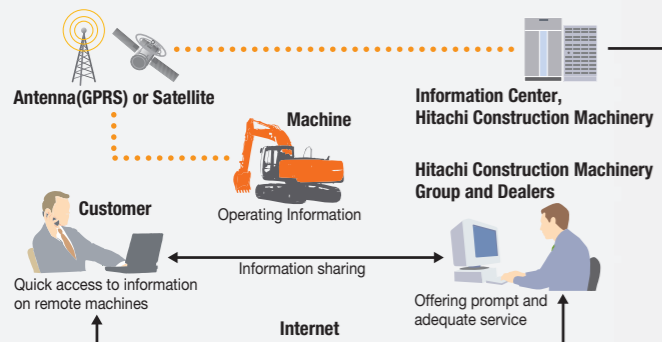 Antenna(GPRS) or Satellite
Information Center,
Hitachi Construction Machinery
Machine
Operating Information
Hitachi Construction Machinery
Group and Dealers
Customer
Information sharing
Quick access to information
on remote machines
Offering prompt and
adequate service
Internet